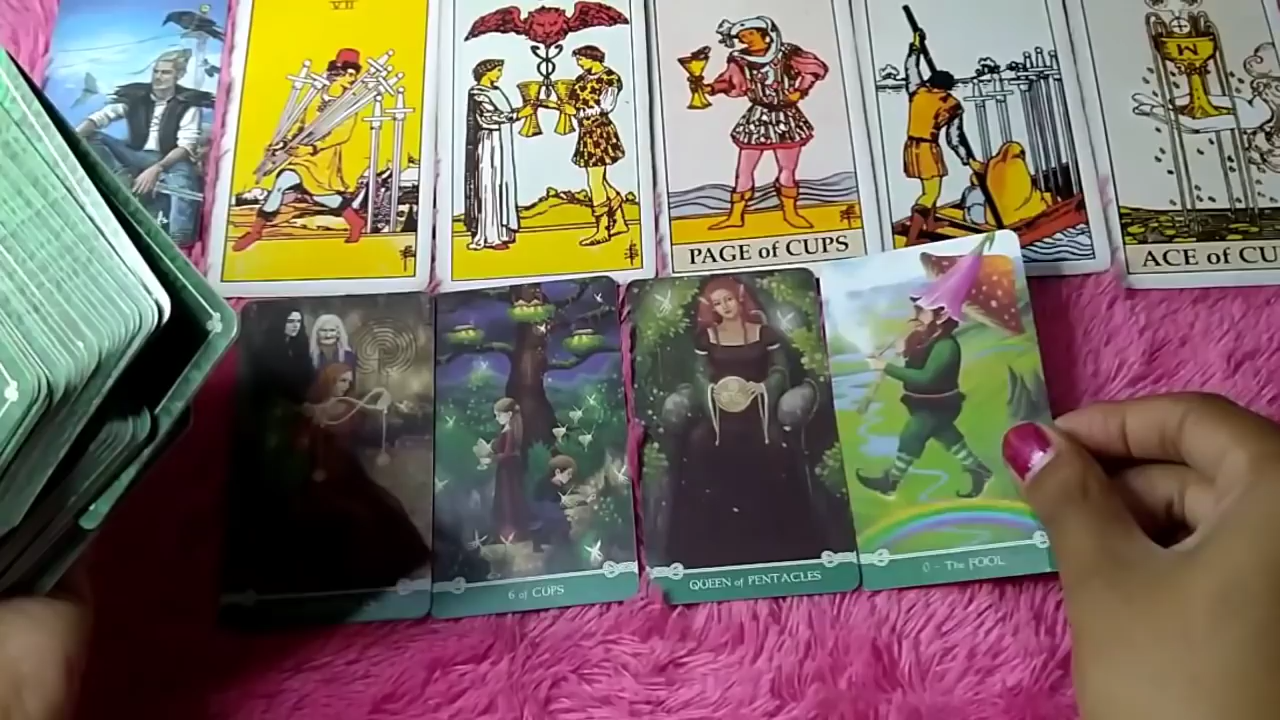 VII
PAGE of CUPS
ACE of CU
6 of CUPS
QUEEN of PENTACLES
0 - The FOOL